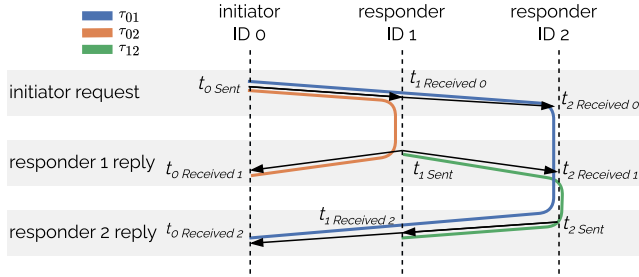 τ01
τ02
τ12
initiator
ID 0
responder
ID 1
responder
ID 2
initiator request
t0 Sent
t1 Received 0
t2 Received 0
responder 1 reply
t0 Received 1
t1 Sent
t2 Received 1
responder 2 reply
t0 Received 2
t1 Received 2
t2 Sent